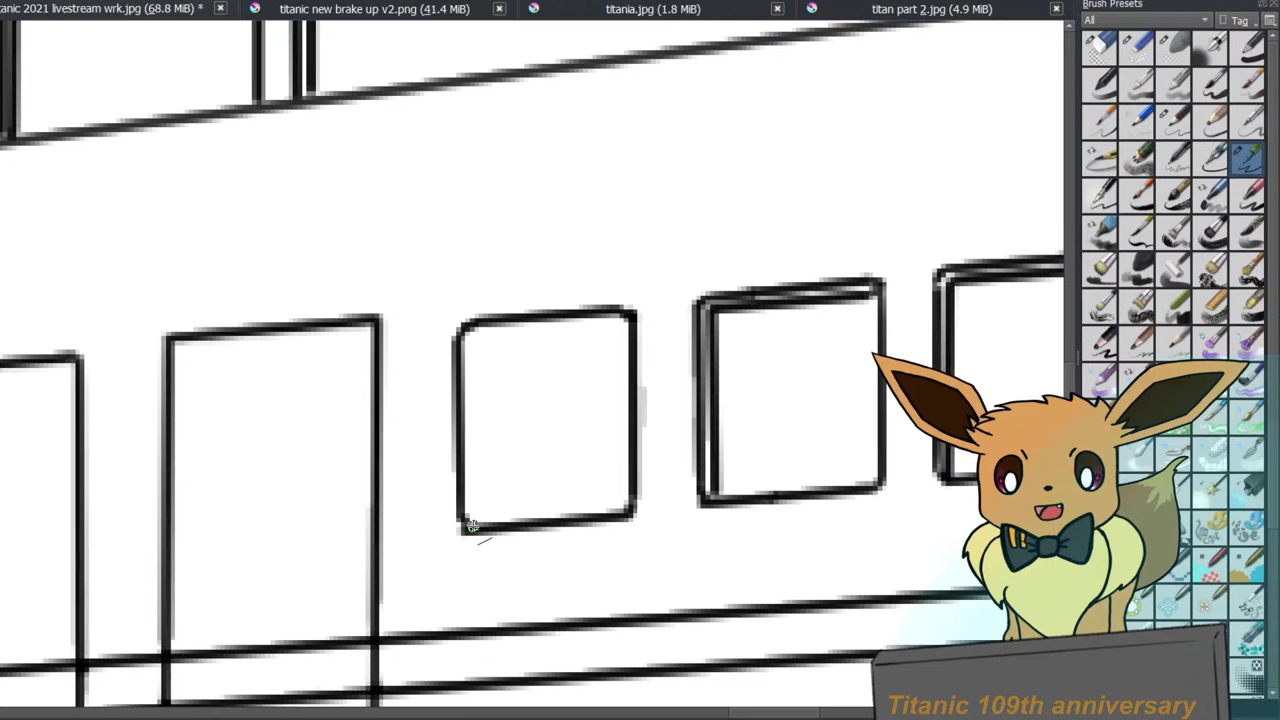 anic 2021 livestream wrk.jpg (68.8 MiB) *
titanic new brake up v2.png (41.4 MiB)
titania.jpg (1.8 MiB)
titan part 2.jpg (4.9 MiB)
Brush Presets
All
Tag
Titanic 109th anniversary